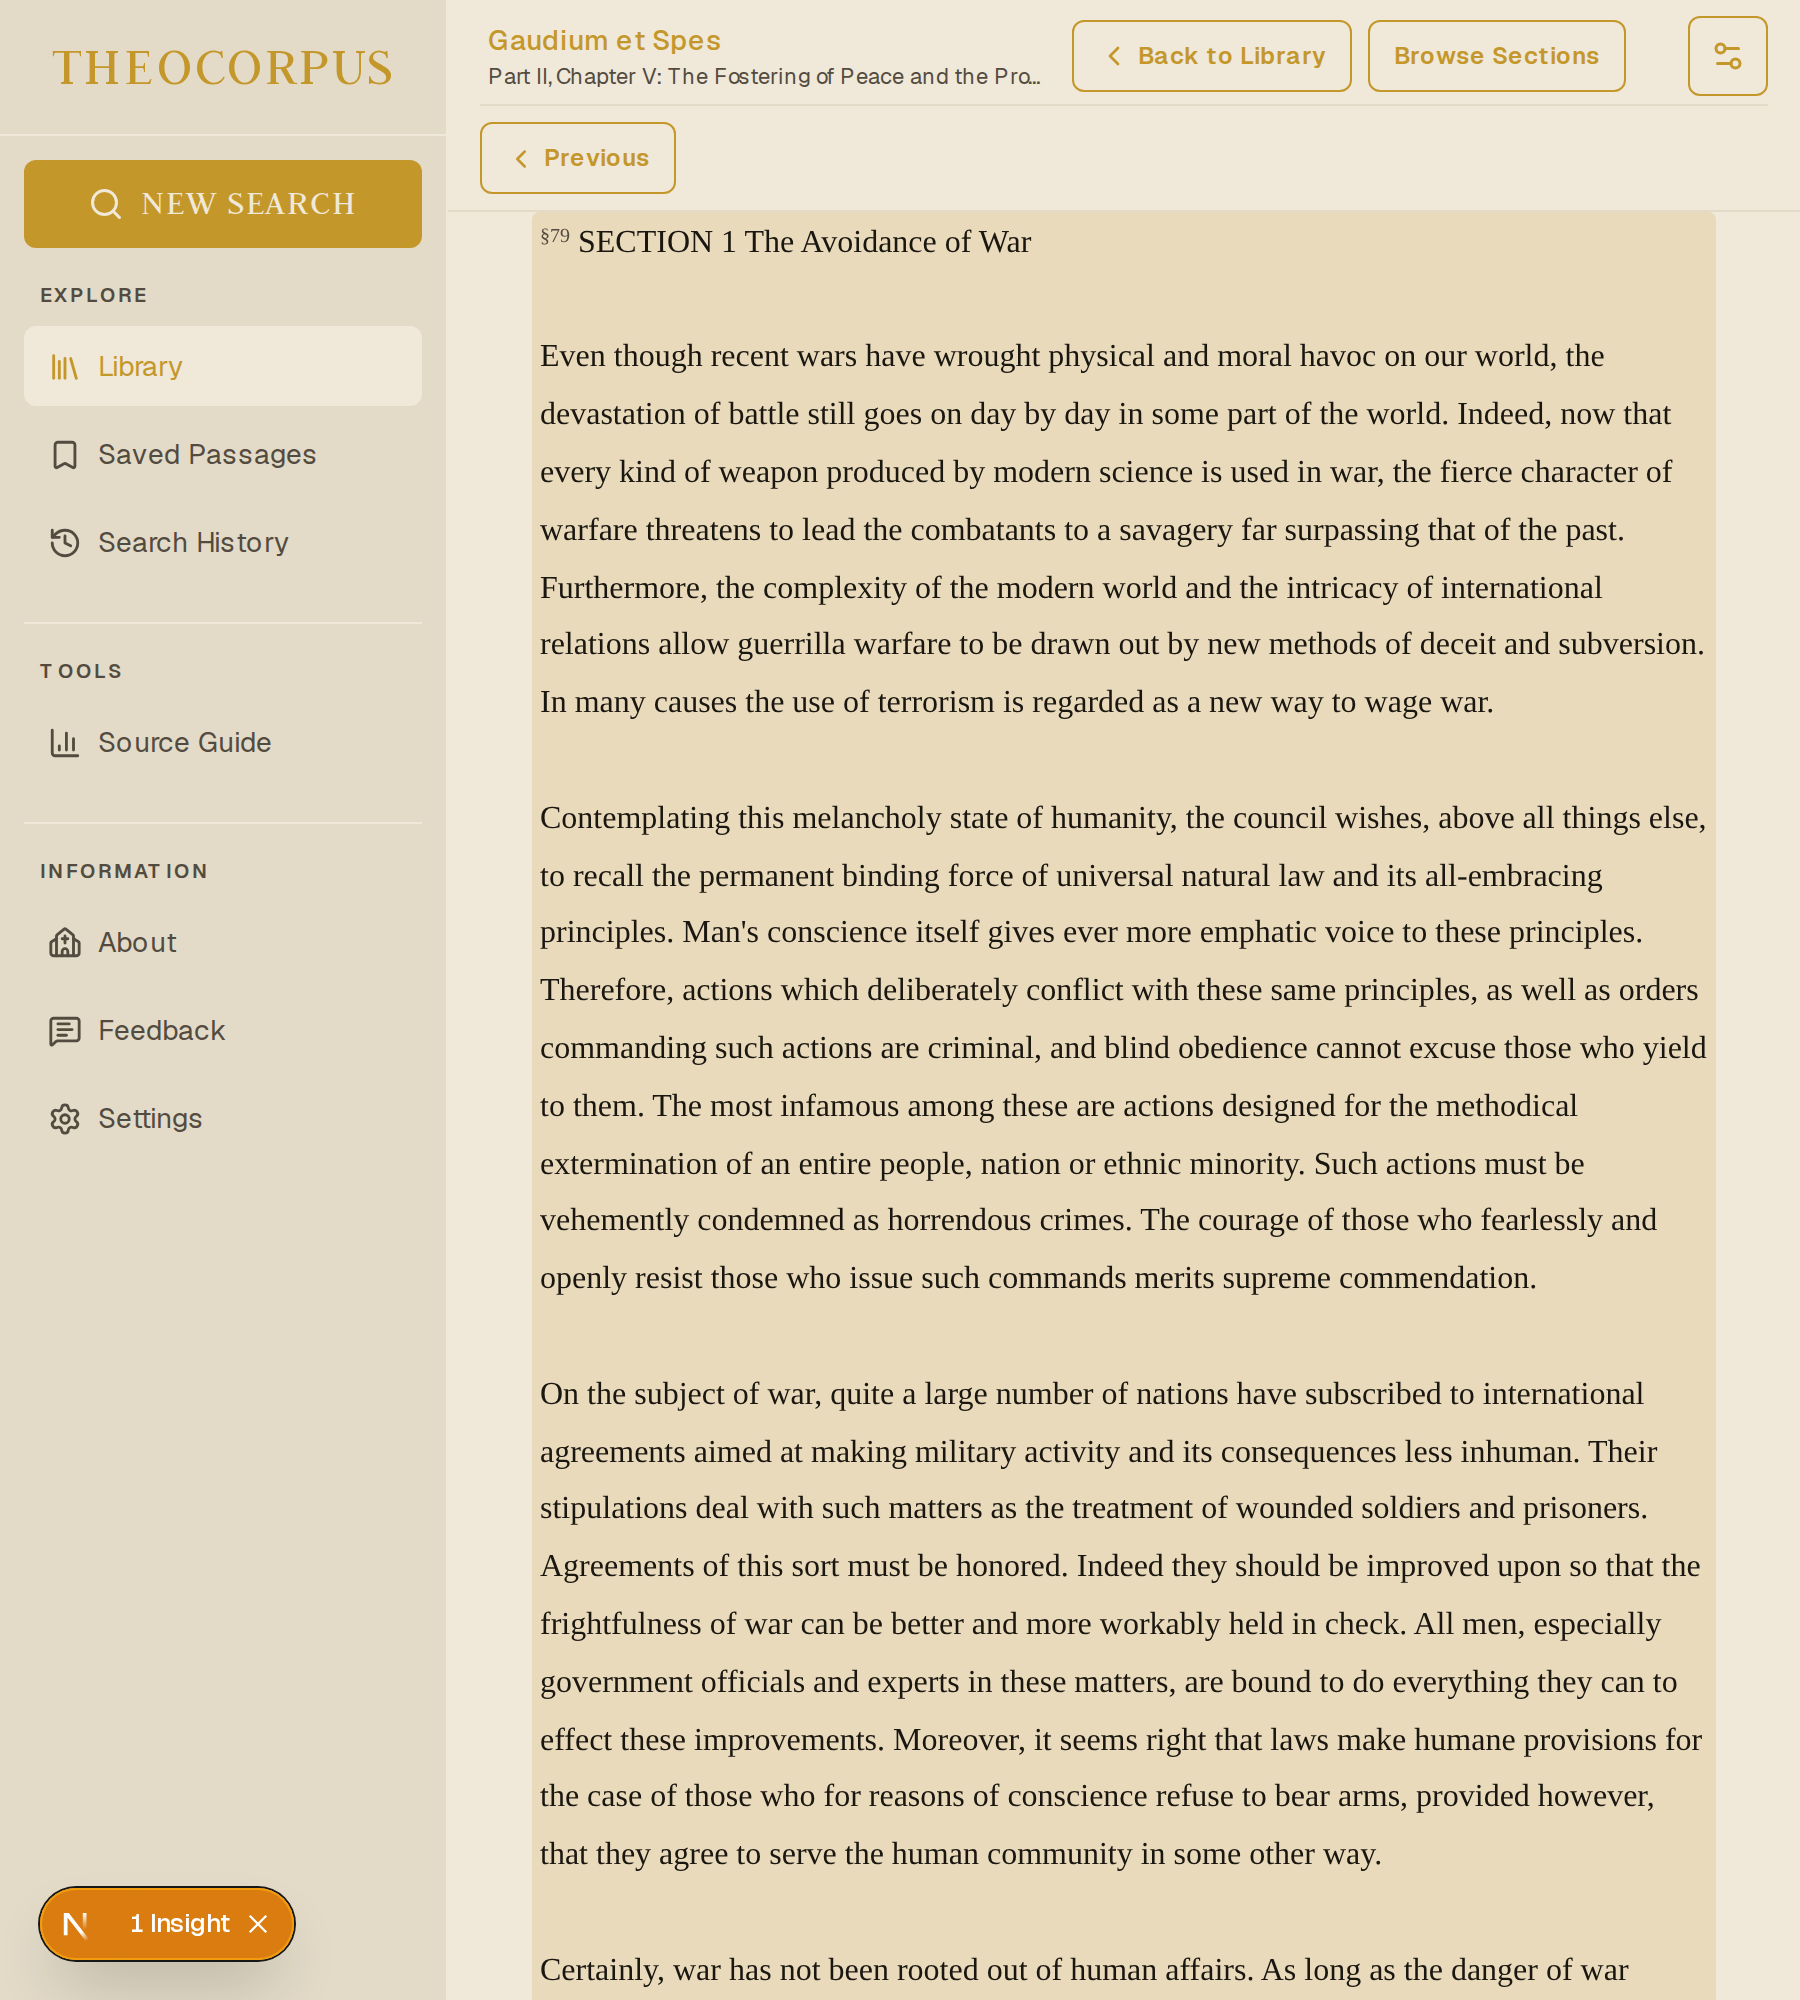 THEOCORPUS
NEW SEARCH
EXPLORE
Library
Saved Passages
Search History
TOOLS
Source Guide
INFORMATION
About
Feedback
Settings
N 1 Insight
Gaudium et Spes
Part II, Chapter V: The Fostering of Peace and the Pro...
Back to Library
Browse Sections
Previous
§79 SECTION 1 The Avoidance of War
Even though recent wars have wrought physical and moral havoc on our world, the
devastation of battle still goes on day by day in some part of the world. Indeed, now that
every kind of weapon produced by modern science is used in war, the fierce character of
warfare threatens to lead the combatants to a savagery far surpassing that of the past.
Furthermore, the complexity of the modern world and the intricacy of international
relations allow guerrilla warfare to be drawn out by new methods of deceit and subversion.
In many causes the use of terrorism is regarded as a new way to wage war.
Contemplating this melancholy state of humanity, the council wishes, above all things else,
to recall the permanent binding force of universal natural law and its all-embracing
principles. Man's conscience itself gives ever more emphatic voice to these principles.
Therefore, actions which deliberately conflict with these same principles, as well as orders
commanding such actions are criminal, and blind obedience cannot excuse those who yield
to them. The most infamous among these are actions designed for the methodical
extermination of an entire people, nation or ethnic minority. Such actions must be
vehemently condemned as horrendous crimes. The courage of those who fearlessly and
openly resist those who issue such commands merits supreme commendation.
On the subject of war, quite a large number of nations have subscribed to international
agreements aimed at making military activity and its consequences less inhuman. Their
stipulations deal with such matters as the treatment of wounded soldiers and prisoners.
Agreements of this sort must be honored. Indeed they should be improved upon so that the
frightfulness of war can be better and more workably held in check. All men, especially
government officials and experts in these matters, are bound to do everything they can to
effect these improvements. Moreover, it seems right that laws make humane provisions for
the case of those who for reasons of conscience refuse to bear arms, provided however,
that they agree to serve the human community in some other way.
Certainly, war has not been rooted out of human affairs. As long as the danger of war